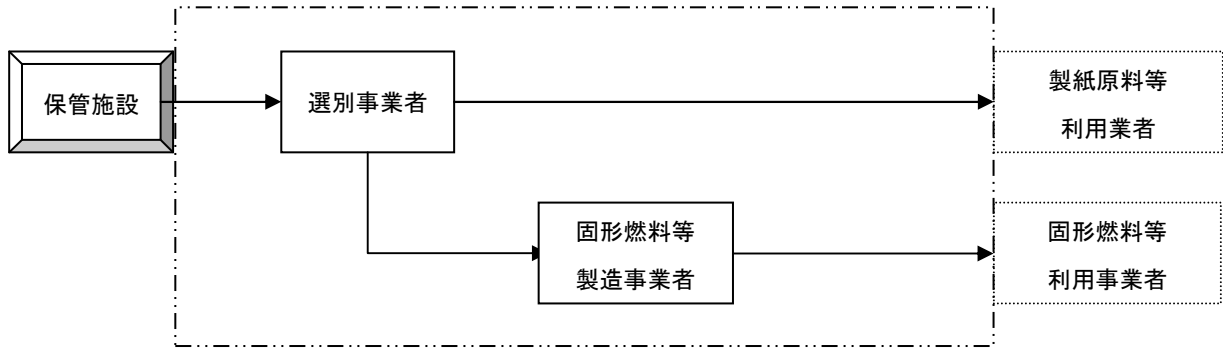 保管施設
選別事業者
製紙原料等
利用業者
固形燃料等
製造事業者
固形燃料等
利用事業者